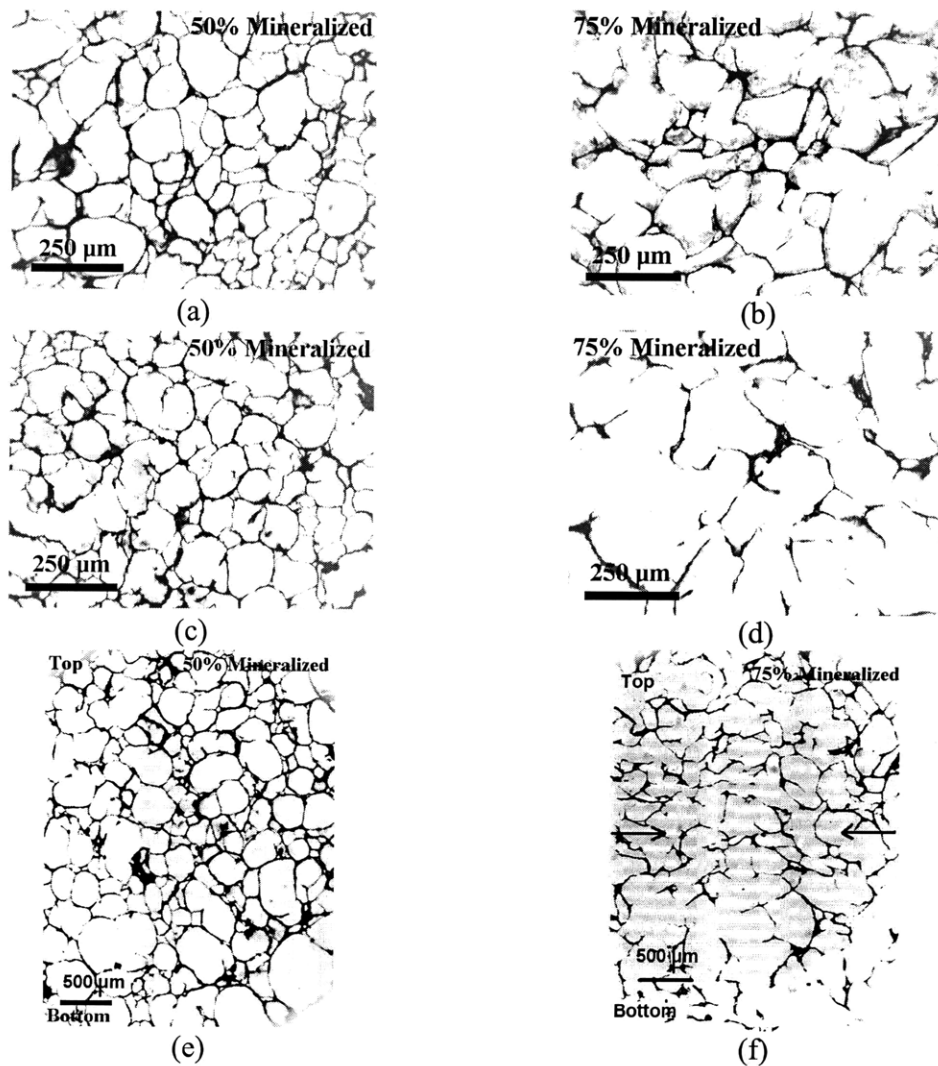 50% Mineralized
75% Mineralized
250 µm
250 µm
(a)
(b)
50% Mineralized
75% Mineralized
250 µm
250 µm
(c)
(d)
Top
50% Mineralized
Top
75% Mineralized
500 µm
Bottom
500 µm
Bottom
(e)
(f)